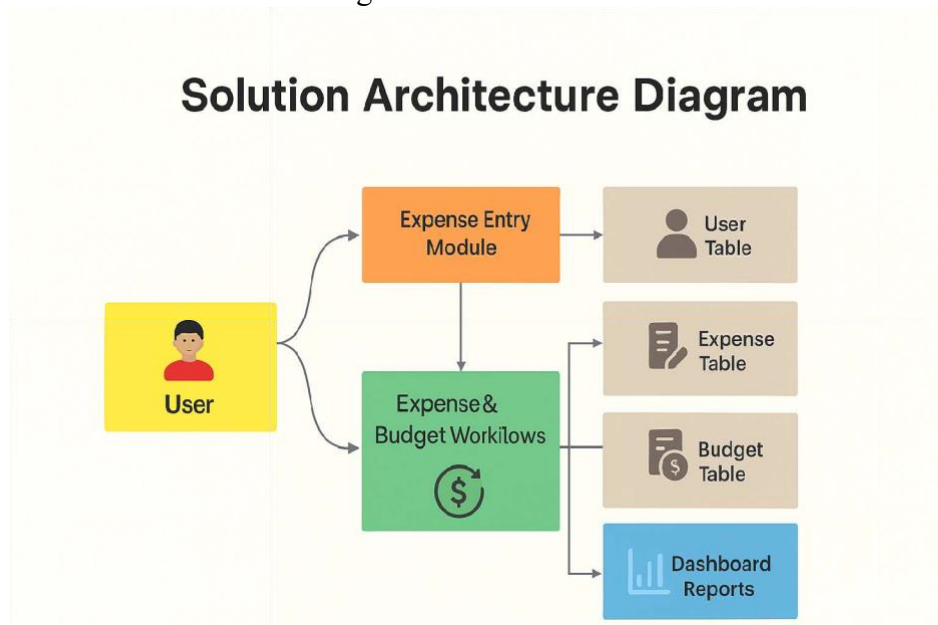 Solution Architecture Diagram
Expense Entry
Module
User
Table
User
Expense
Table
Expense&
Budget Workilows
$
Budget
Table
$
Dashboard
Reports